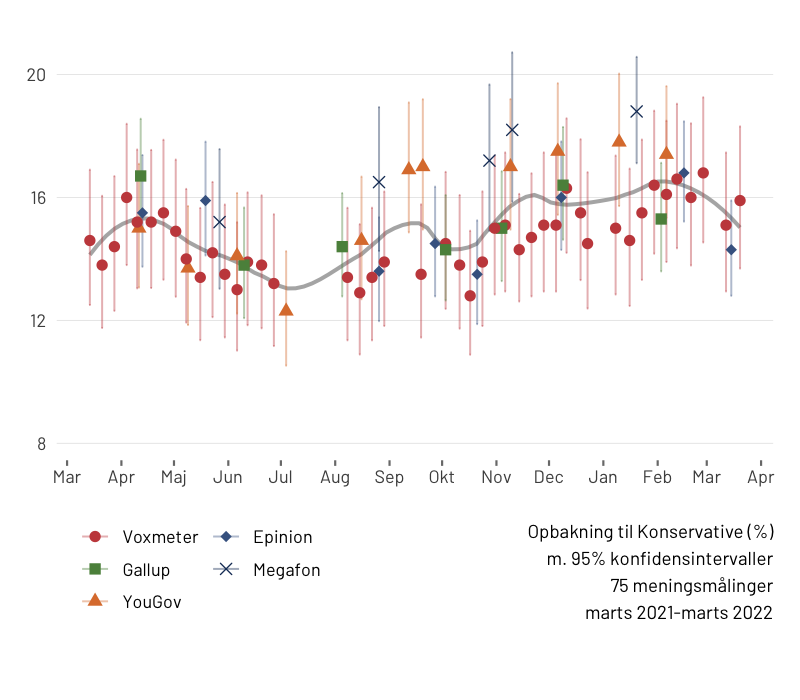 20
16
12
8
Mar Apr Maj Jun Jul Aug Sep Okt Nov Dec Jan Feb Mar Apr
Voxmeter Epinion
Gallup Megafon
YouGov
Opbakning til Konservative (%)
m. 95% konfidensintervaller
75 meningsmålinger
marts 2021-marts 2022